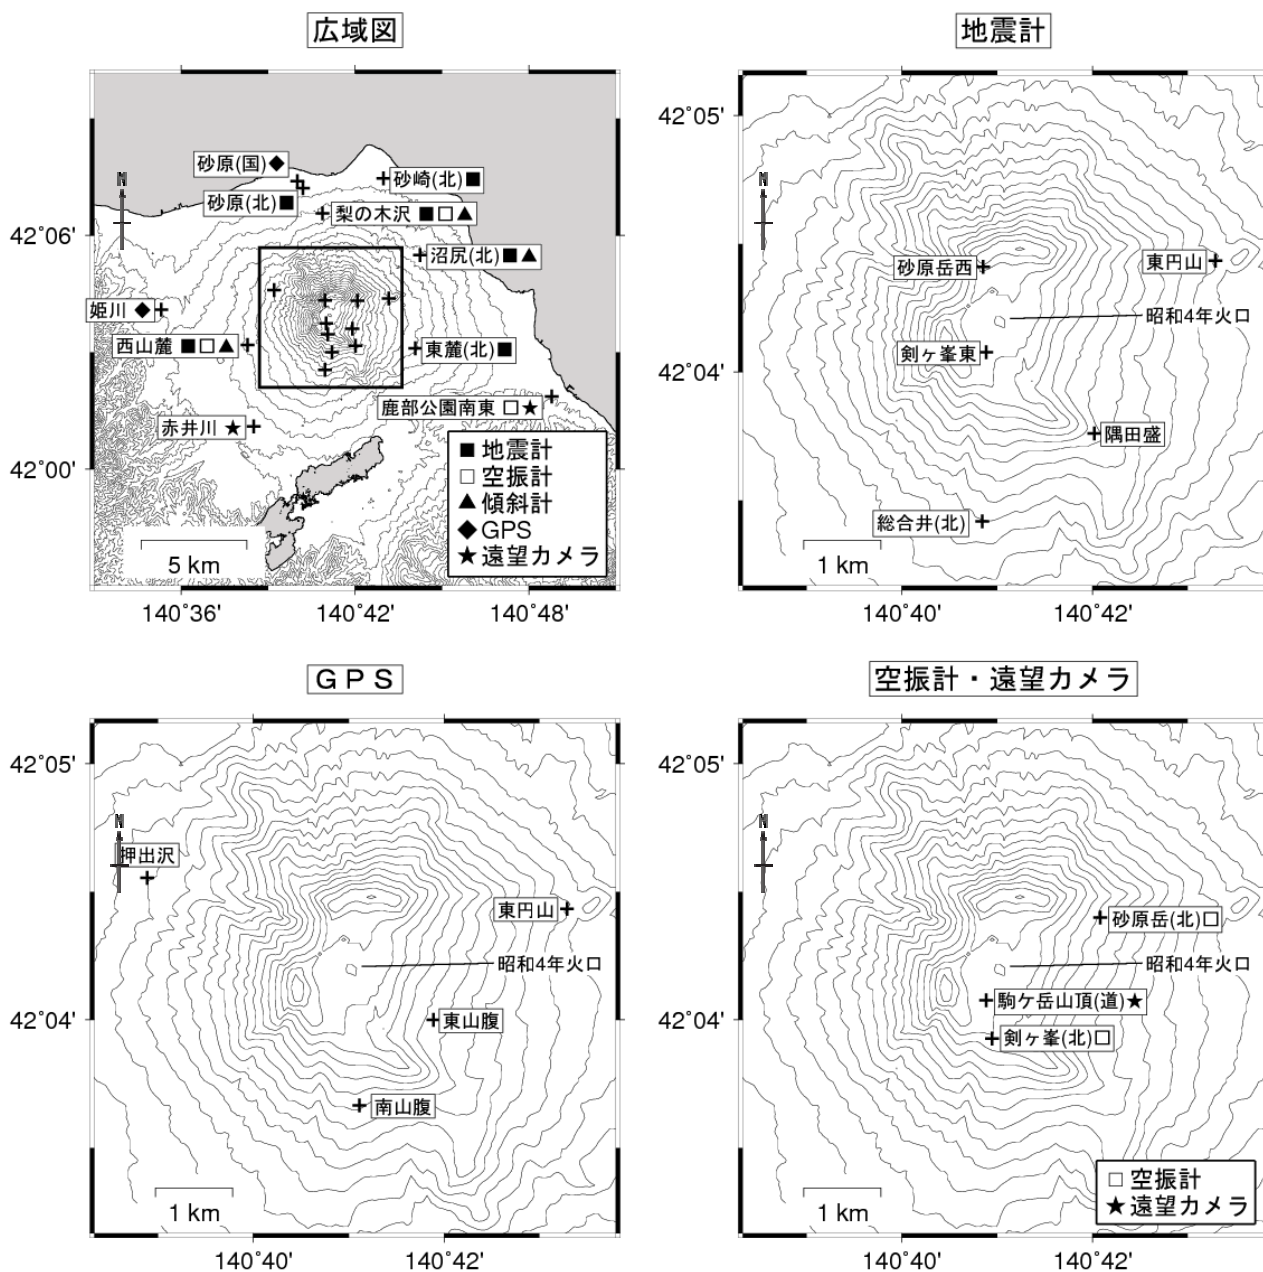 広域図
N
砂原(国)◆
砂原(北)■
砂崎(北)■
梨の木沢 ■□▲
沼尻(北)■▲
42°06'
姫川 ◆
西山麓 ■□▲
東麓(北)■
鹿部公園南東 □★
赤井川 ★
42°00'
■地震計
□空振計
▲傾斜計
◆GPS
★遠望カメラ
5 km
140°36'
140°42'
140°48'
地震計
42°05'
N
砂原岳西
東円山
昭和4年火口
剣ヶ峯東
42°04'
隅田盛
総合井(北)
1 km
140°40'
140°42'
ＧＰＳ
42°05'
N
押出沢
東円山
昭和4年火口
42°04'
東山腹
南山腹
1 km
140°40'
140°42'
空振計・遠望カメラ
42°05'
N
砂原岳(北)□
昭和4年火口
駒ケ岳山頂(道)★
42°04'
剣ヶ峯(北)□
□空振計
★遠望カメラ
1 km
140°40'
140°42'